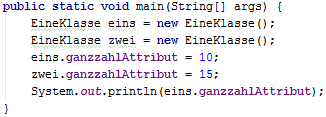 public static void main(String[] args) {
EineKlasse eins = new EineKlasse();
EineKlasse zwei = new EineKlasse();
eins.ganzzahlAttribut = 10;
zwei.ganzzahlAttribut = 15;
System.out.println(eins.ganzzahlAttribut);
}